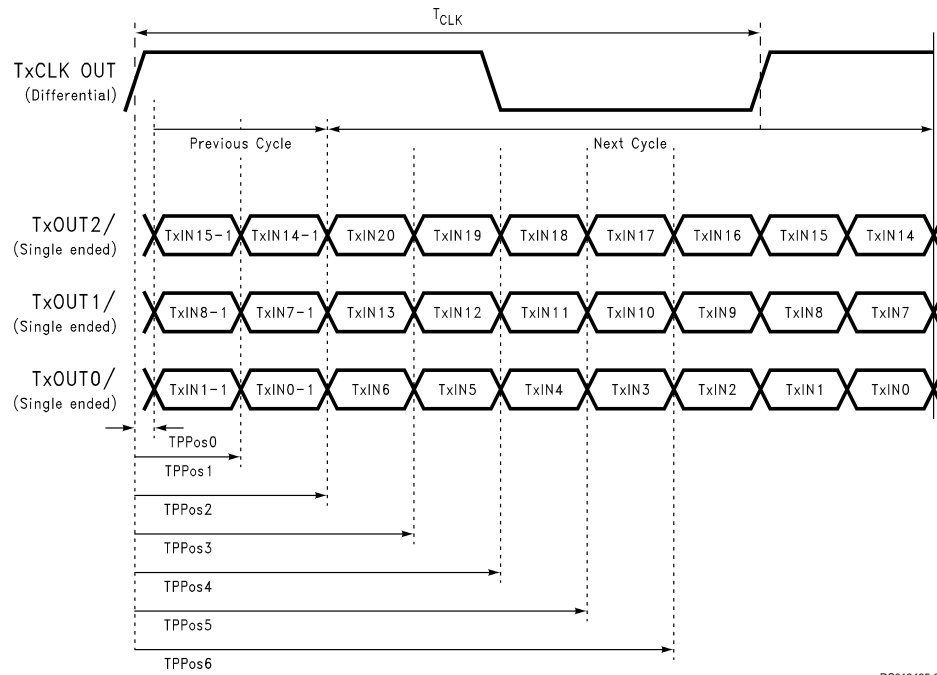 TCLK
TxCLK OUT
(Differential)
Previous Cycle
Next Cycle
TxOUT2/
(Single ended)
TxIN15-1 TxIN14-1 TxIN20 TxIN19 TxIN18 TxIN17 TxIN16 TxIN15 TxIN14
TxOUT1/
(Single ended)
TxIN8-1 TxIN7-1 TxIN13 TxIN12 TxIN11 TxIN10 TxIN9 TxIN8 TxIN7
TxOUT0/
(Single ended)
TxIN1-1 TxIN0-1 TxIN6 TxIN5 TxIN4 TxIN3 TxIN2 TxIN1 TxIN0
TPPos0
TPPos1
TPPos2
TPPos3
TPPos4
TPPos5
TPPos6